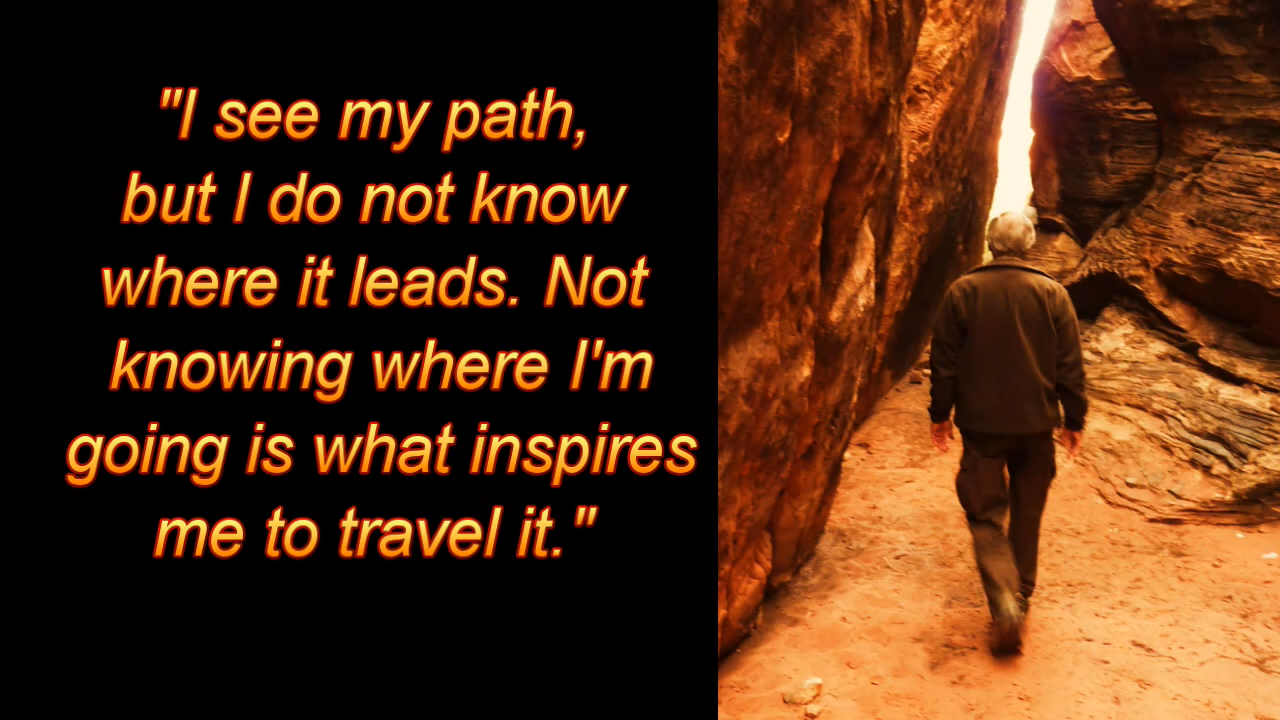 "I see my path,
but I do not know
where it leads. Not
knowing where I'm
going is what inspires
me to travel it."